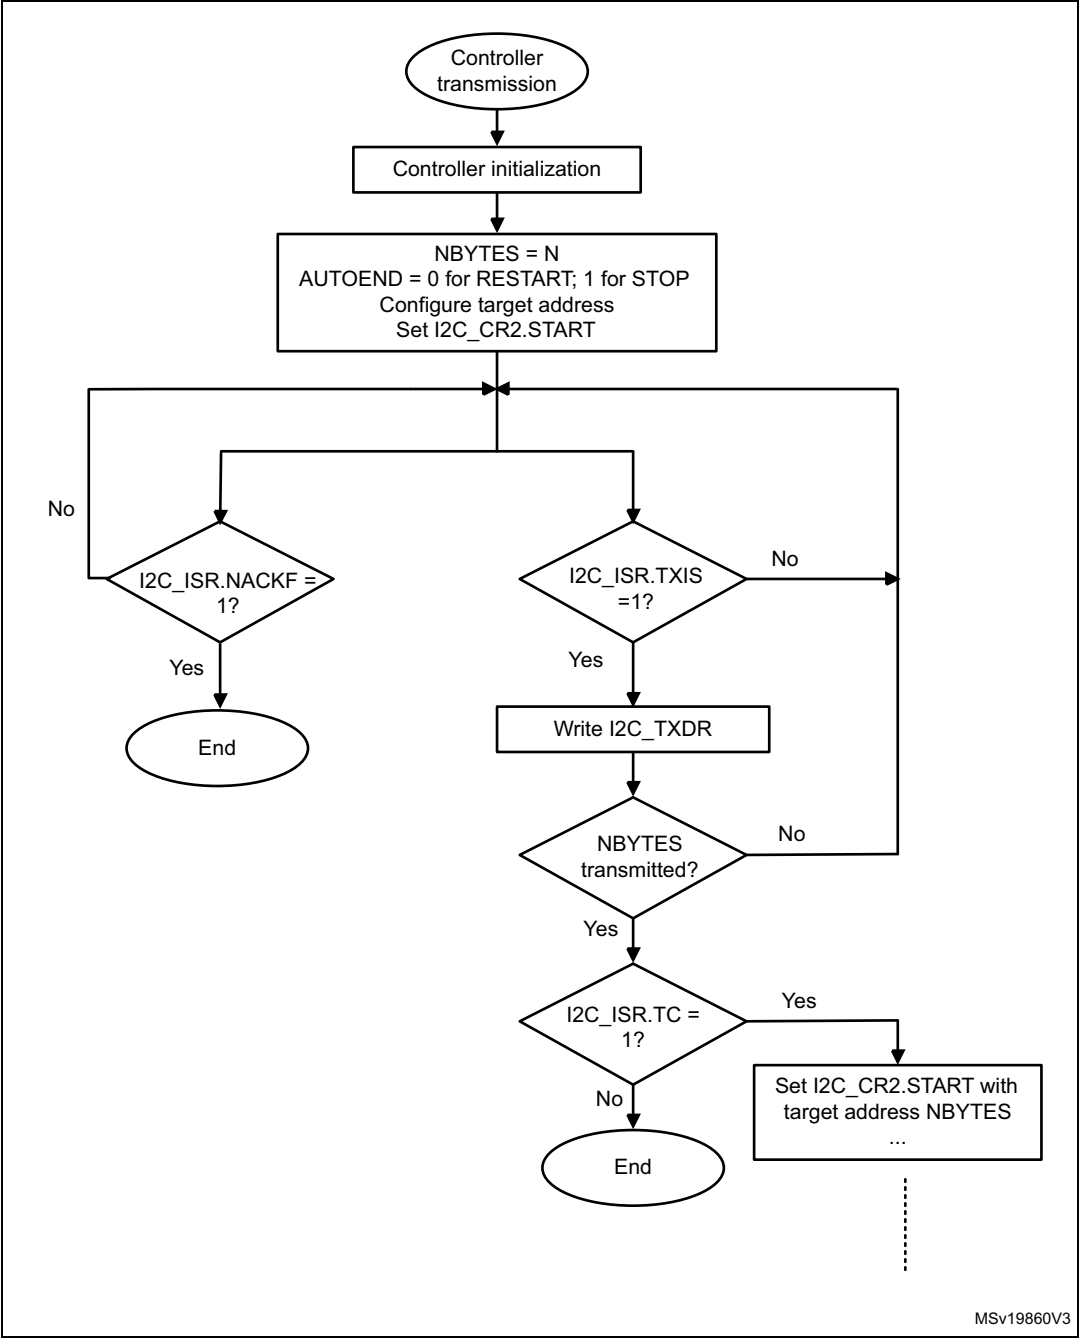 Controller
transmission
Controller initialization
NBYTES = N
AUTOEND = 0 for RESTART; 1 for STOP
Configure target address
Set I2C_CR2.START
No
I2C_ISR.NACKF =
1?
Yes
End
I2C_ISR.TXIS
=1?
No
Yes
Write I2C_TXDR
NBYTES
transmitted?
No
Yes
I2C_ISR.TC =
1?
Yes
Set I2C_CR2.START with
target address NBYTES
...
No
End
MSv19860V3